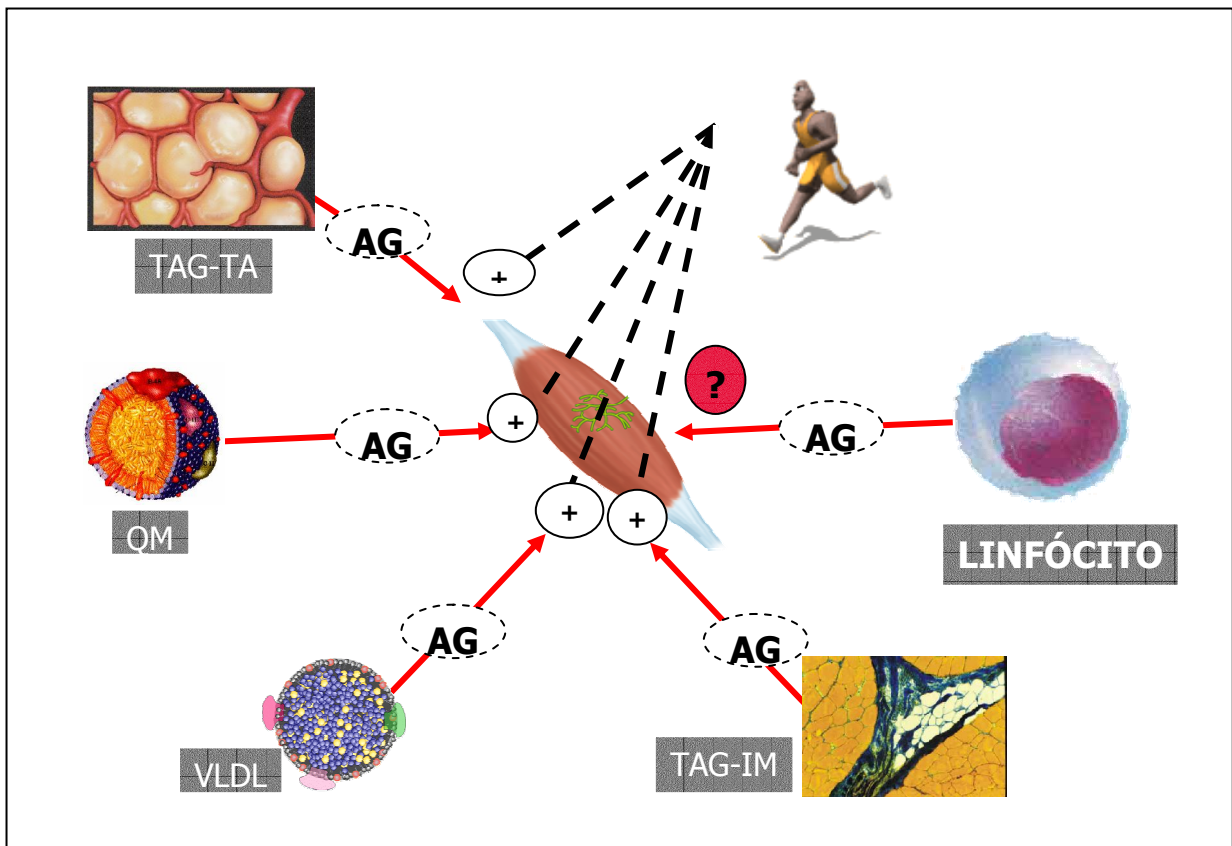 AG
TAG-TA
+
?
AG
+
AG
QM
+
+
LINFÓCITO
AG
AG
VLDL
TAG-IM